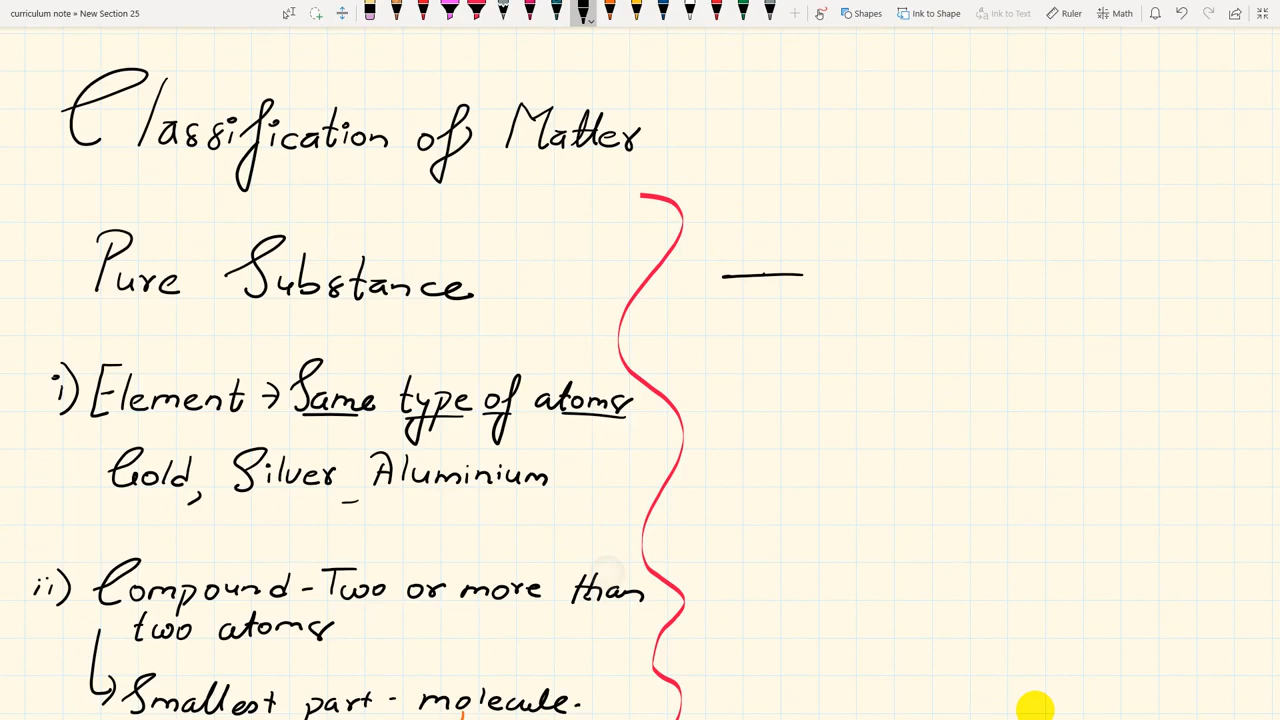 curriculum note » New Section 25
Shapes
Ink to Shape
Ink to Text
Ruler
Math
Classification of Matter
Pure Substance
i) Element → Same type of atoms
Gold, Silver, Aluminium
ii) Compound - Two or more than
two atoms
↳ Smallest part - molecule.